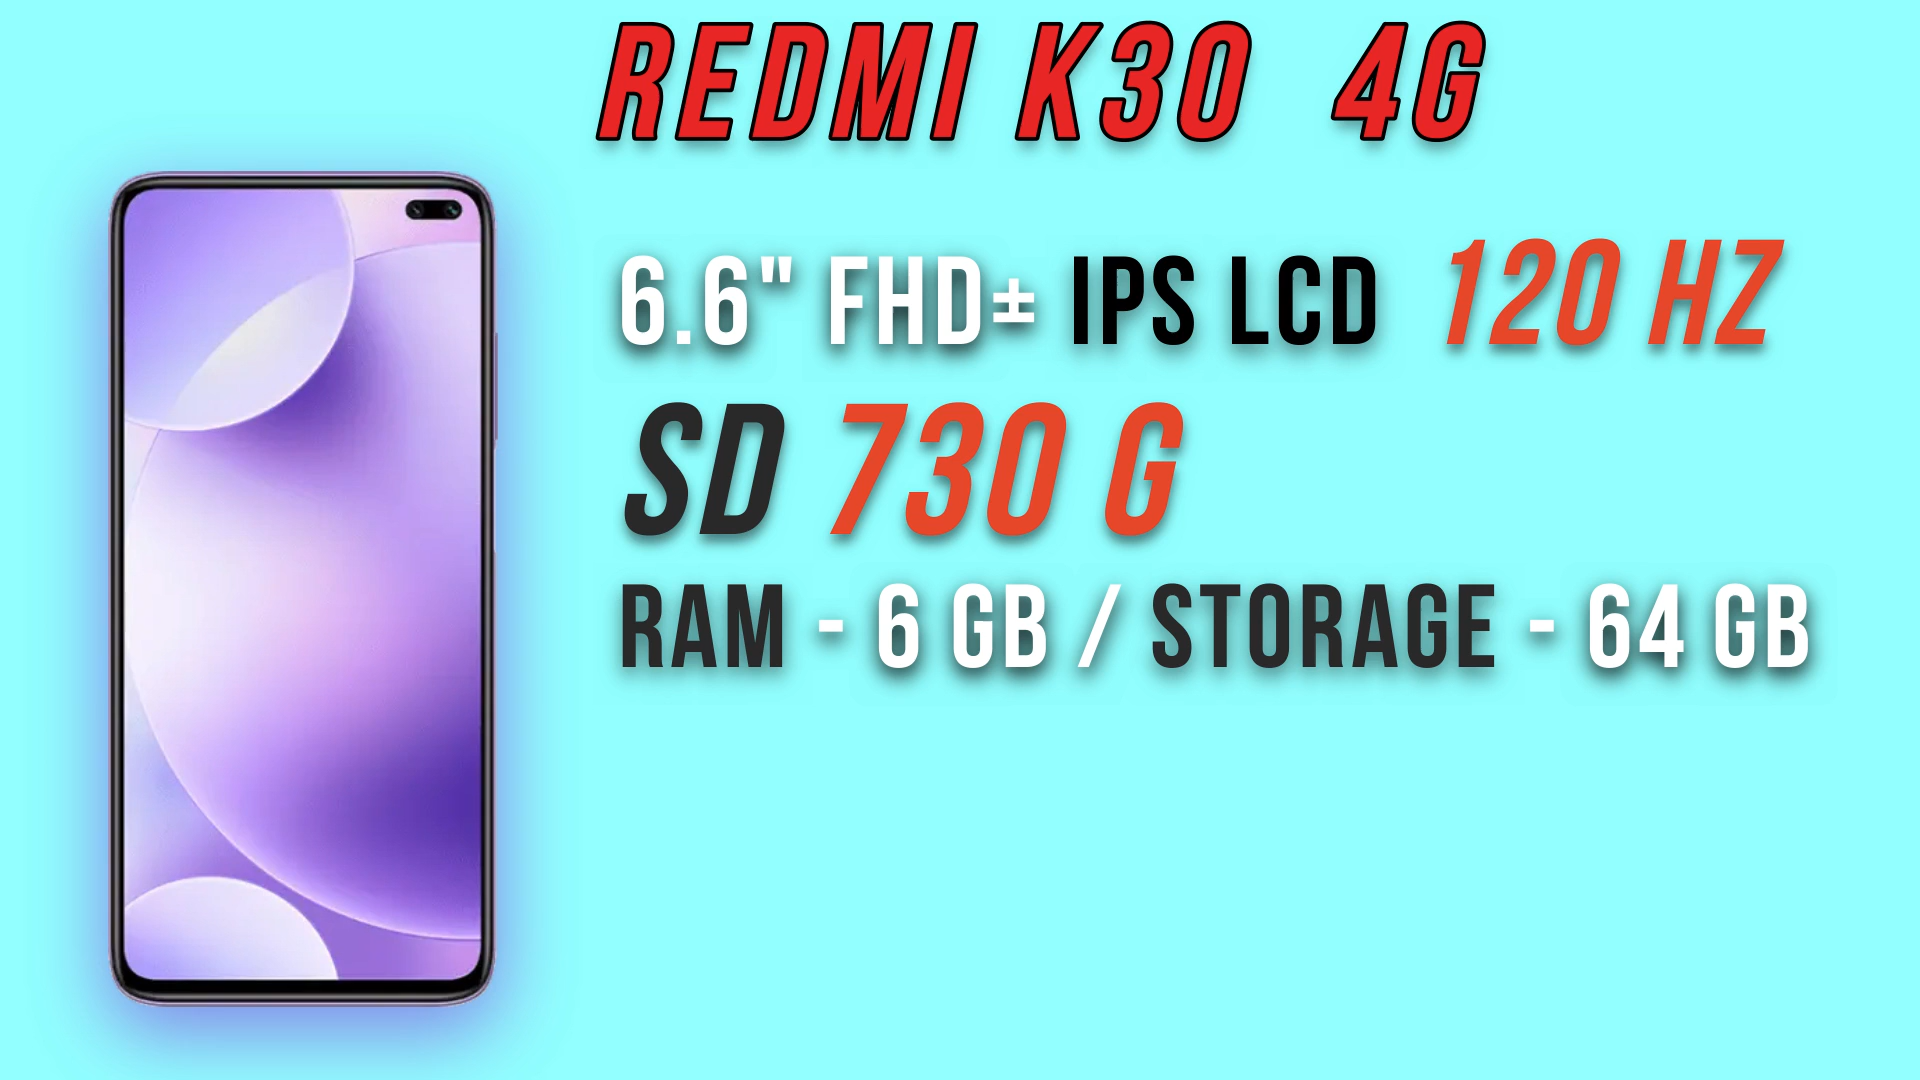 REDMI K30 4G
6.6" FHD± IPS LCD 120 HZ
SD 730 G
RAM - 6 GB / STORAGE - 64 GB